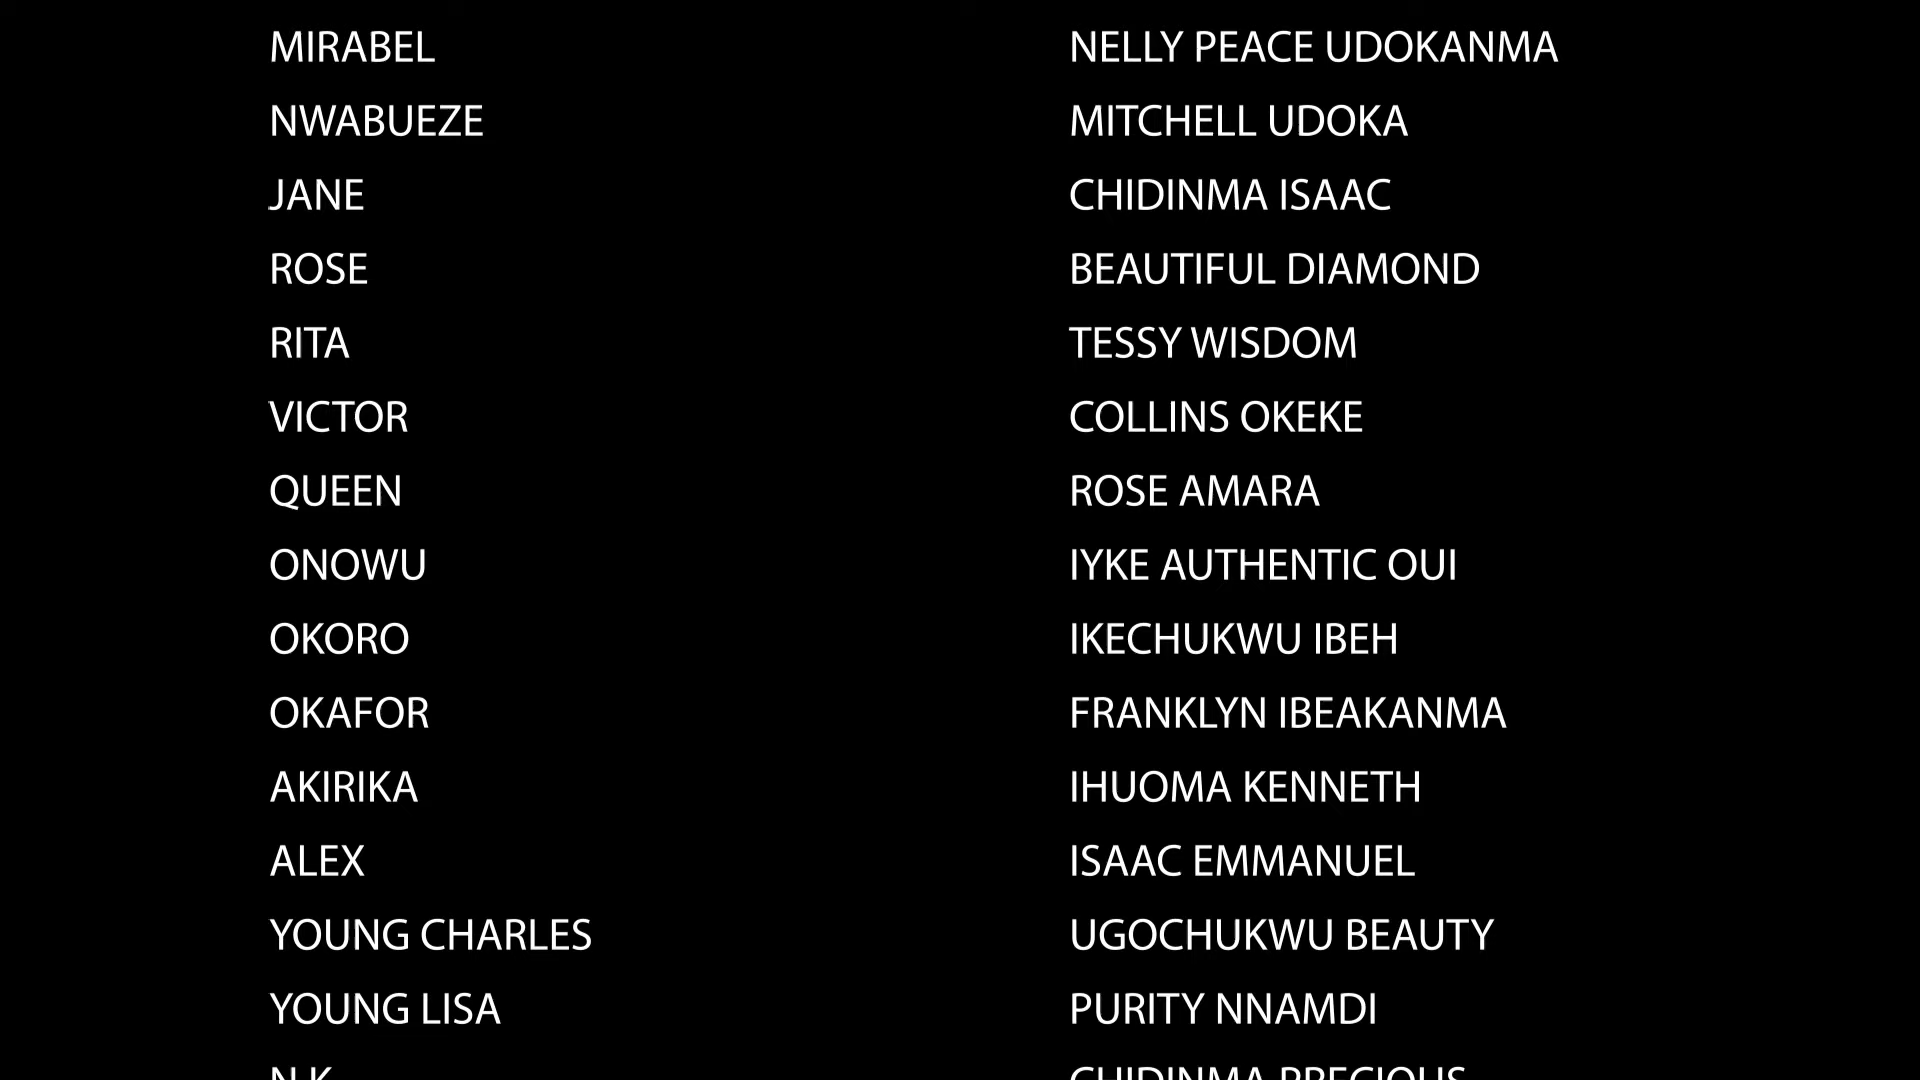 MIRABEL NELLY PEACE UDOKANMA
NWABUEZE MITCHELL UDOKA
JANE CHIDINMA ISAAC
ROSE BEAUTIFUL DIAMOND
RITA TESSY WISDOM
VICTOR COLLINS OKEKE
QUEEN ROSE AMARA
ONOWU IYKE AUTHENTIC OUI
OKORO IKECHUKWU IBEH
OKAFOR FRANKLYN IBEAKANMA
AKIRIKA IHUOMA KENNETH
ALEX ISAAC EMMANUEL
YOUNG CHARLES UGOCHUKWU BEAUTY
YOUNG LISA PURITY NNAMDI
CHIDINMA PRECIOUS